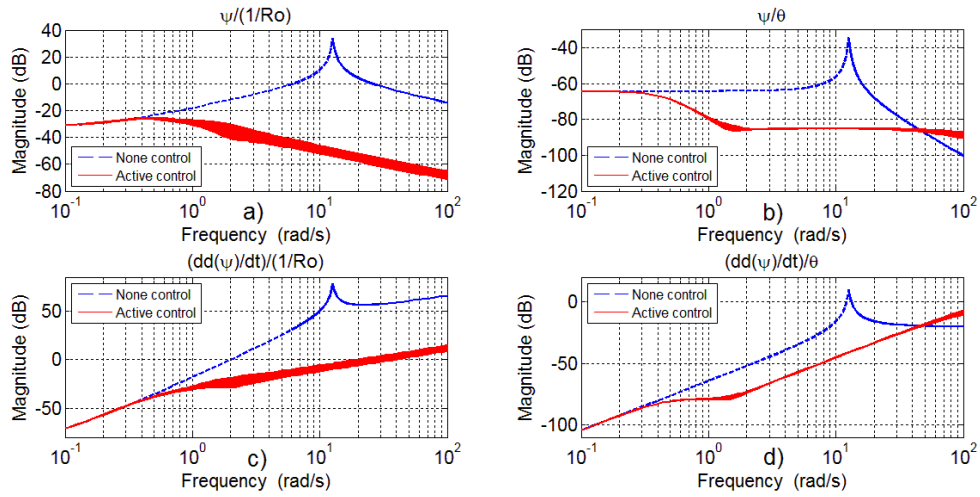 ψ/(1/Ro)
Magnitude (dB)
40
20
0
-20
-40
-60
-80
None control
Active control
10^-1
10^0
10^1
10^2
a)
Frequency (rad/s)
ψ/θ
Magnitude (dB)
-40
-60
-80
-100
-120
None control
Active control
10^-1
10^0
10^1
10^2
b)
Frequency (rad/s)
(dd(ψ)/dt)/(1/Ro)
Magnitude (dB)
50
0
-50
None control
Active control
10^-1
10^0
10^1
10^2
c)
Frequency (rad/s)
(dd(ψ)/dt)/θ
Magnitude (dB)
0
-50
-100
None control
Active control
10^-1
10^0
10^1
10^2
d)
Frequency (rad/s)